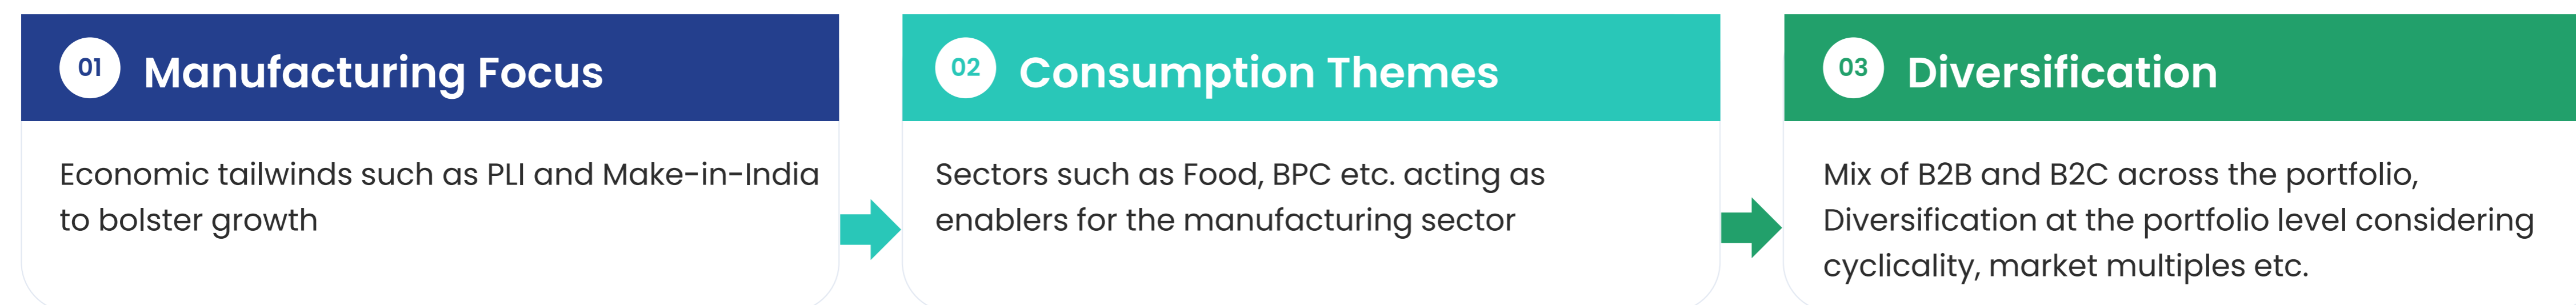 01 Manufacturing Focus
Economic tailwinds such as PLI and Make-in-India
to bolster growth
02 Consumption Themes
Sectors such as Food, BPC etc. acting as
enablers for the manufacturing sector
03 Diversification
Mix of B2B and B2C across the portfolio,
Diversification at the portfolio level considering
cyclicality, market multiples etc.